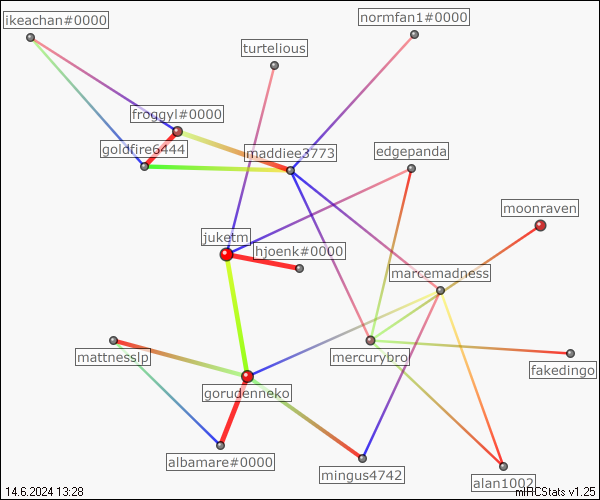 ikeachan#0000
normfan1#0000
turtelious
froggyl#0000
goldfire6444
maddiee3773
edgepanda
moonraven
juketm
hjoenk#0000
marcemadness
mattnesslp
mercurybro
fakedingo
gorudenneko
albamare#0000
mingus4742
alan1002
14.6.2024 13:28
mIRCStats v1.25